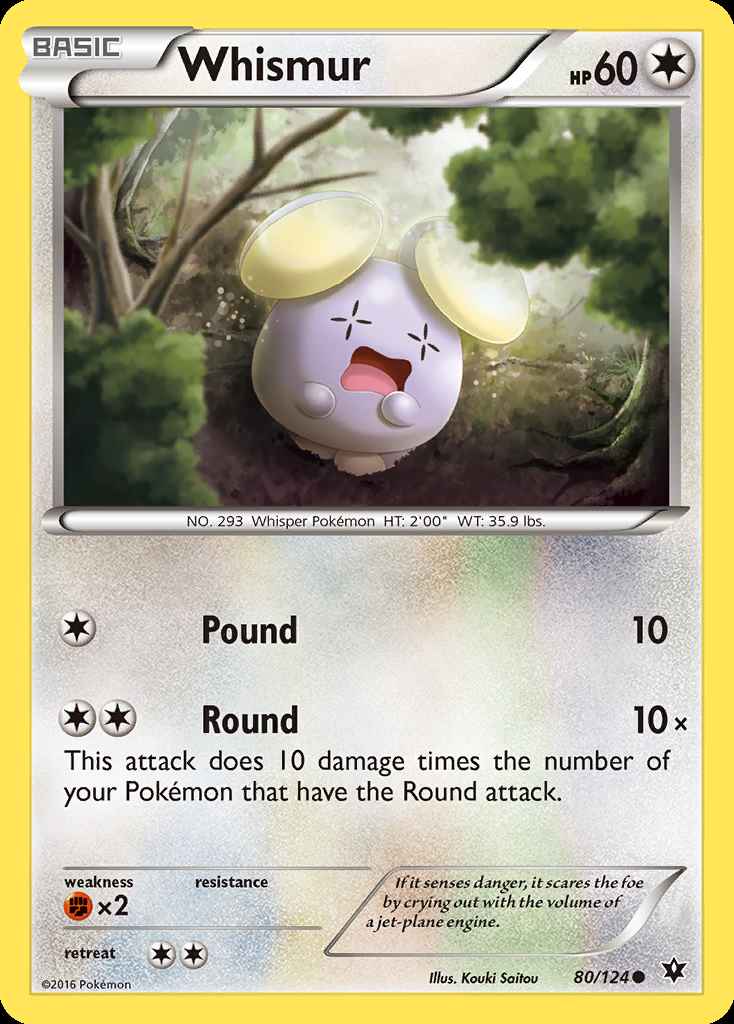 BASIC
Whismur
HP60
NO. 293 Whisper Pokémon HT: 2'00" WT: 35.9 lbs.
Pound 10
Round 10×
This attack does 10 damage times the number of
your Pokémon that have the Round attack.
weakness resistance
×2
retreat
If it senses danger, it scares the foe
by crying out with the volume of
a jet-plane engine.
©2016 Pokémon
Illus. Kouki Saitou
80/124